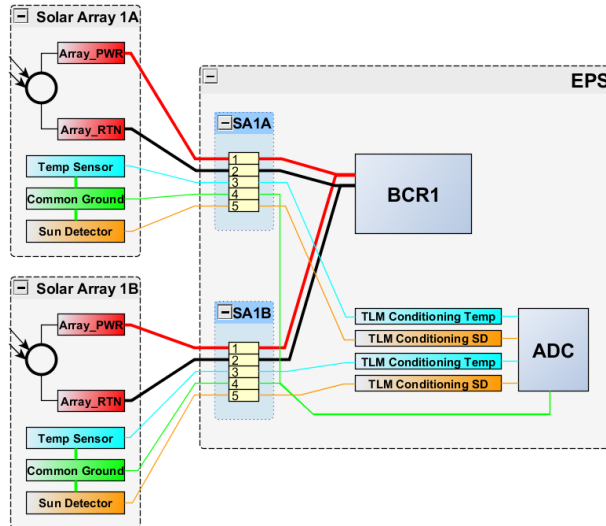 Solar Array 1A
Array_PWR
Array_RTN
Temp Sensor
Common Ground
Sun Detector
EPS
SA1A
1
2
3
4
5
BCR1
Solar Array 1B
Array_PWR
Array_RTN
Temp Sensor
Common Ground
Sun Detector
SA1B
1
2
3
4
5
TLM Conditioning Temp
TLM Conditioning SD
TLM Conditioning Temp
TLM Conditioning SD
ADC